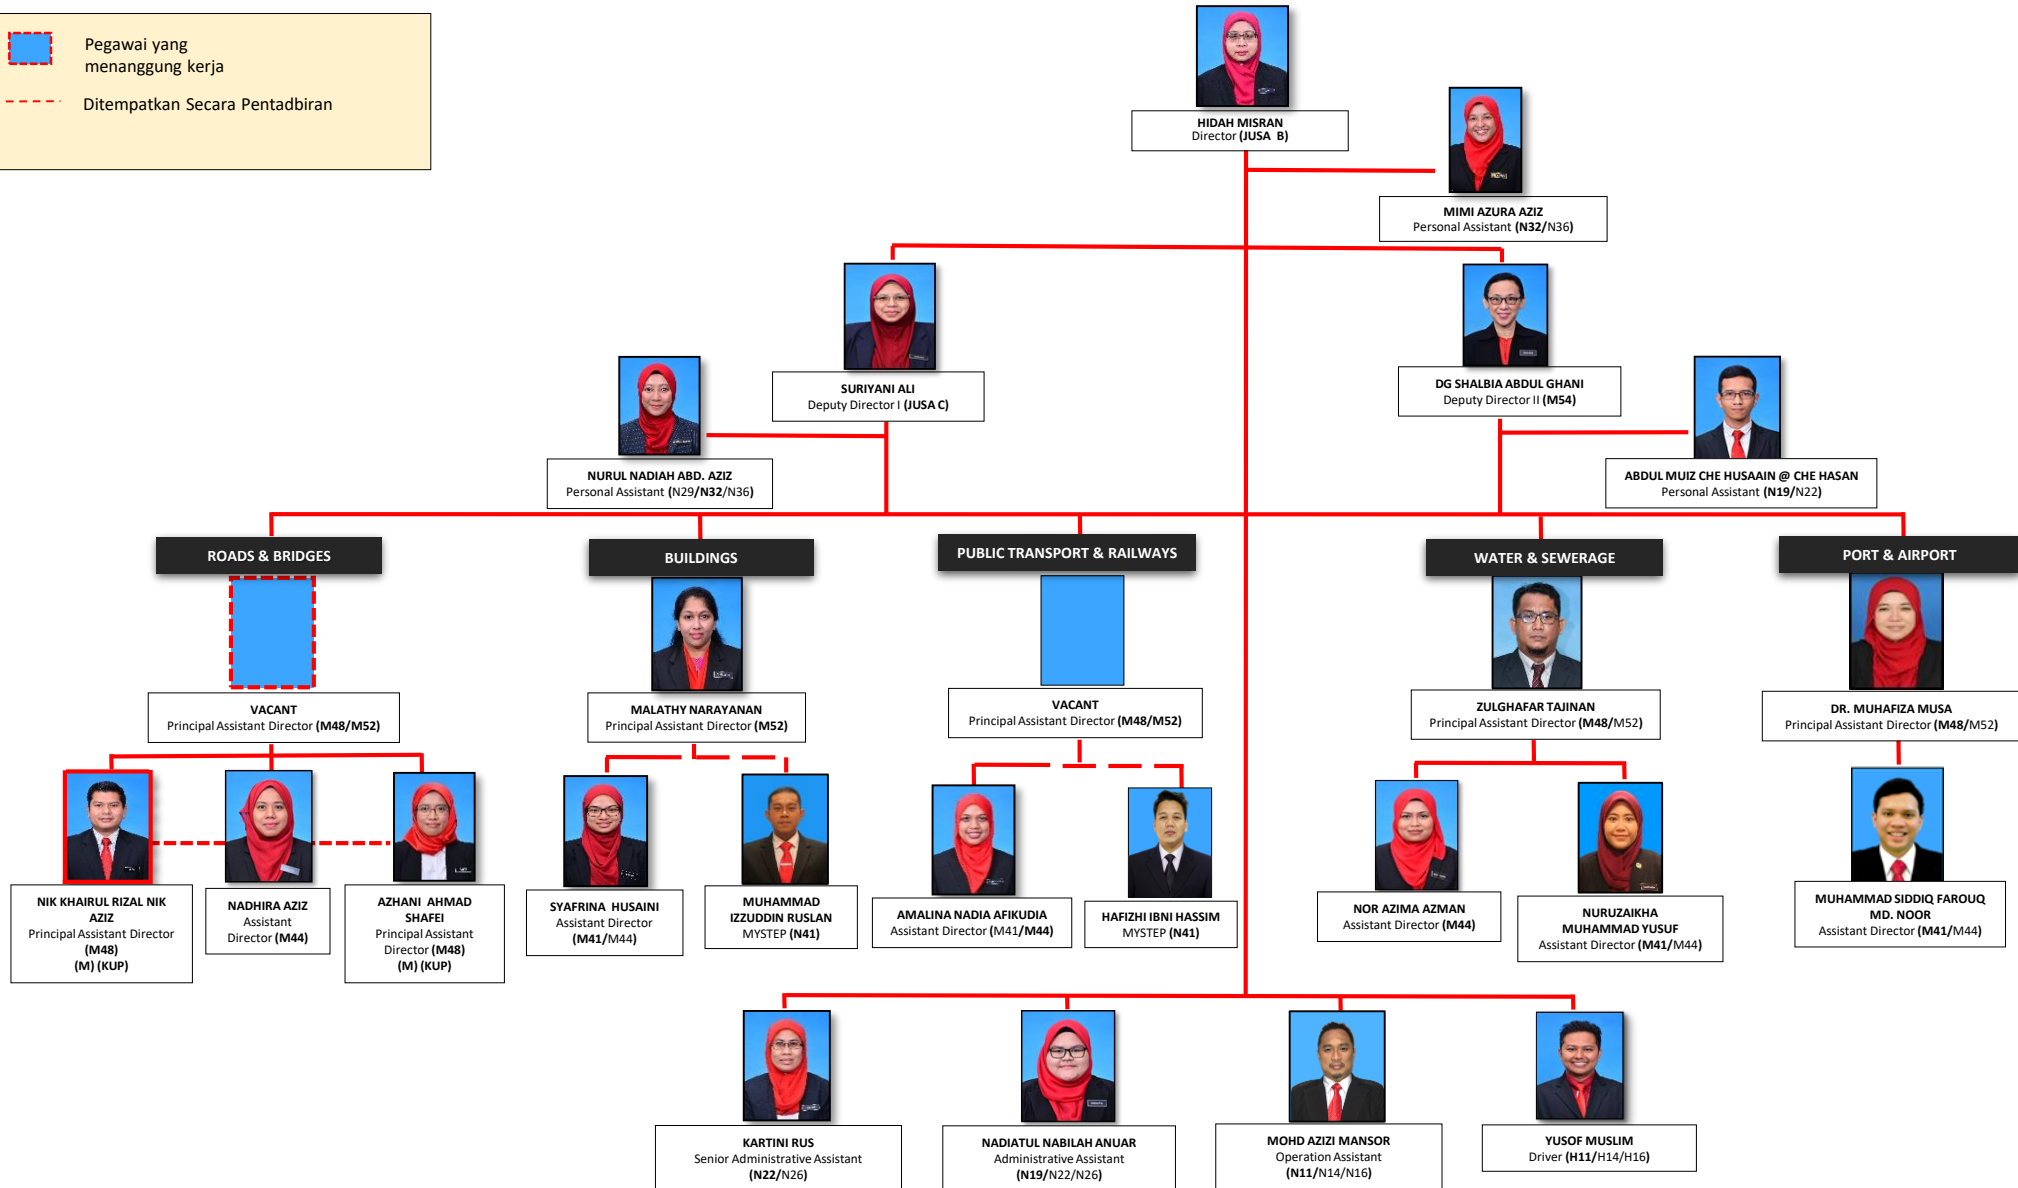 Pegawai yang
menanggung kerja
Ditempatkan Secara Pentadbiran
HIDAH MISRAN
Director (JUSA B)
MIMI AZURA AZIZ
Personal Assistant (N32/N36)
SURIYANI ALI
Deputy Director I (JUSA C)
DG SHALBIA ABDUL GHANI
Deputy Director II (M54)
NURUL NADIAH ABD. AZIZ
Personal Assistant (N29/N32/N36)
ABDUL MUIZ CHE HUSAAIN @ CHE HASAN
Personal Assistant (N19/N22)
ROADS & BRIDGES
BUILDINGS
PUBLIC TRANSPORT & RAILWAYS
WATER & SEWERAGE
PORT & AIRPORT
VACANT
Principal Assistant Director (M48/M52)
MALATHY NARAYANAN
Principal Assistant Director (M52)
VACANT
Principal Assistant Director (M48/M52)
ZULGHAFAR TAJINAN
Principal Assistant Director (M48/M52)
DR. MUHAFIZA MUSA
Principal Assistant Director (M48/M52)
NIK KHAIRUL RIZAL NIK
AZIZ
Principal Assistant Director
(M48)
(M) (KUP)
NADHIRA AZIZ
Assistant
Director (M44)
AZHANI AHMAD
SHAFEI
Principal Assistant
Director (M48)
(M) (KUP)
SYAFRINA HUSAINI
Assistant Director
(M41/M44)
MUHAMMAD
IZZUDDIN RUSLAN
MYSTEP (N41)
AMALINA NADIA AFIKUDIA
Assistant Director (M41/M44)
HAFIZHI IBNI HASSIM
MYSTEP (N41)
NOR AZIMA AZMAN
Assistant Director (M44)
NURUZAIKHA
MUHAMMAD YUSUF
Assistant Director (M41/M44)
MUHAMMAD SIDDIQ FAROUQ
MD. NOOR
Assistant Director (M41/M44)
KARTINI RUS
Senior Administrative Assistant
(N22/N26)
NADIATUL NABILAH ANUAR
Administrative Assistant
(N19/N22/N26)
MOHD AZIZI MANSOR
Operation Assistant
(N11/N14/N16)
YUSOF MUSLIM
Driver (H11/H14/H16)